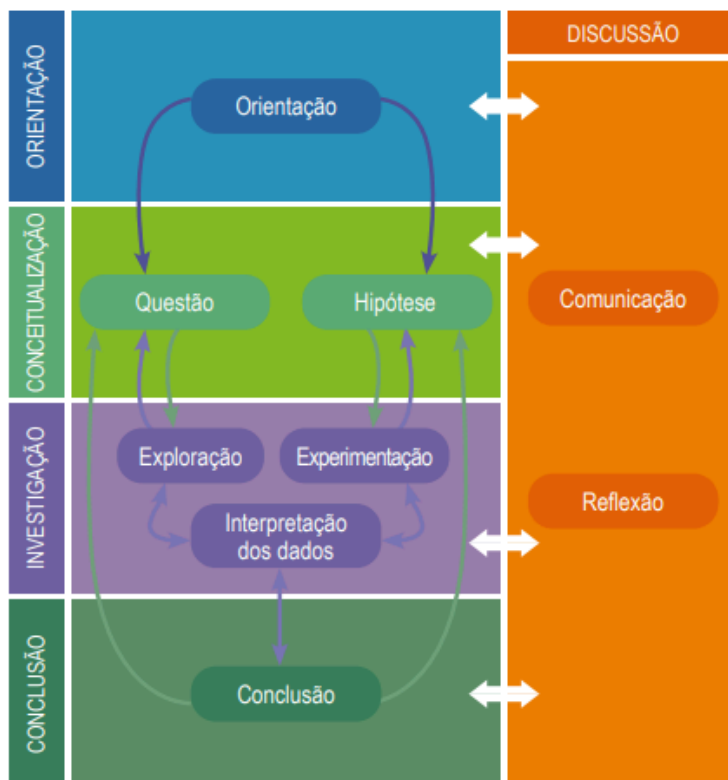 DISCUSSÃO
ORIENTAÇÃO
Orientação
CONCEITUALIZAÇÃO
Questão
Hipótese
Comunicação
INVESTIGAÇÃO
Exploração
Experimentação
Reflexão
Interpretação
dos dados
CONCLUSÃO
Conclusão